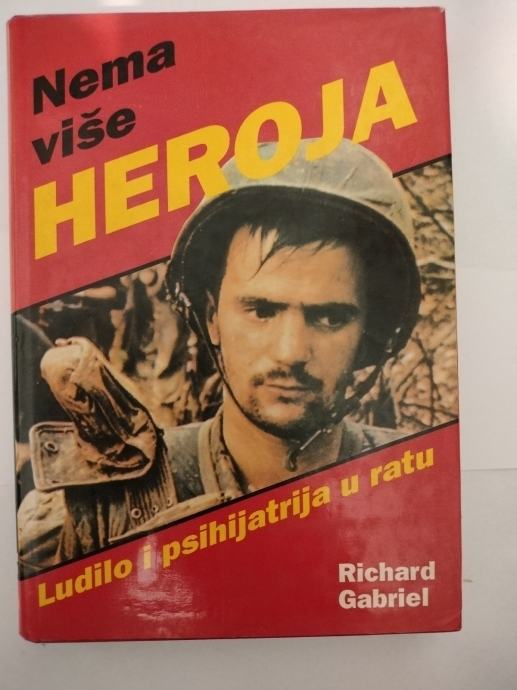 Nema
više
HEROJA
Ludilo i psihijatrija u ratu
Richard
Gabriel